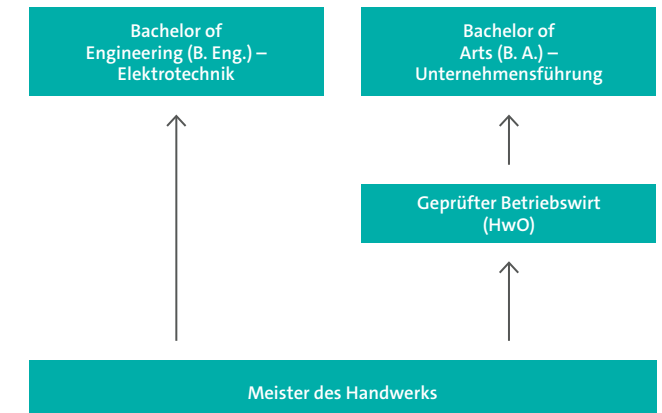 Bachelor of
Engineering (B. Eng.) –
Elektrotechnik
Bachelor of
Arts (B. A.) –
Unternehmensführung
Geprüfter Betriebswirt
(HwO)
Meister des Handwerks